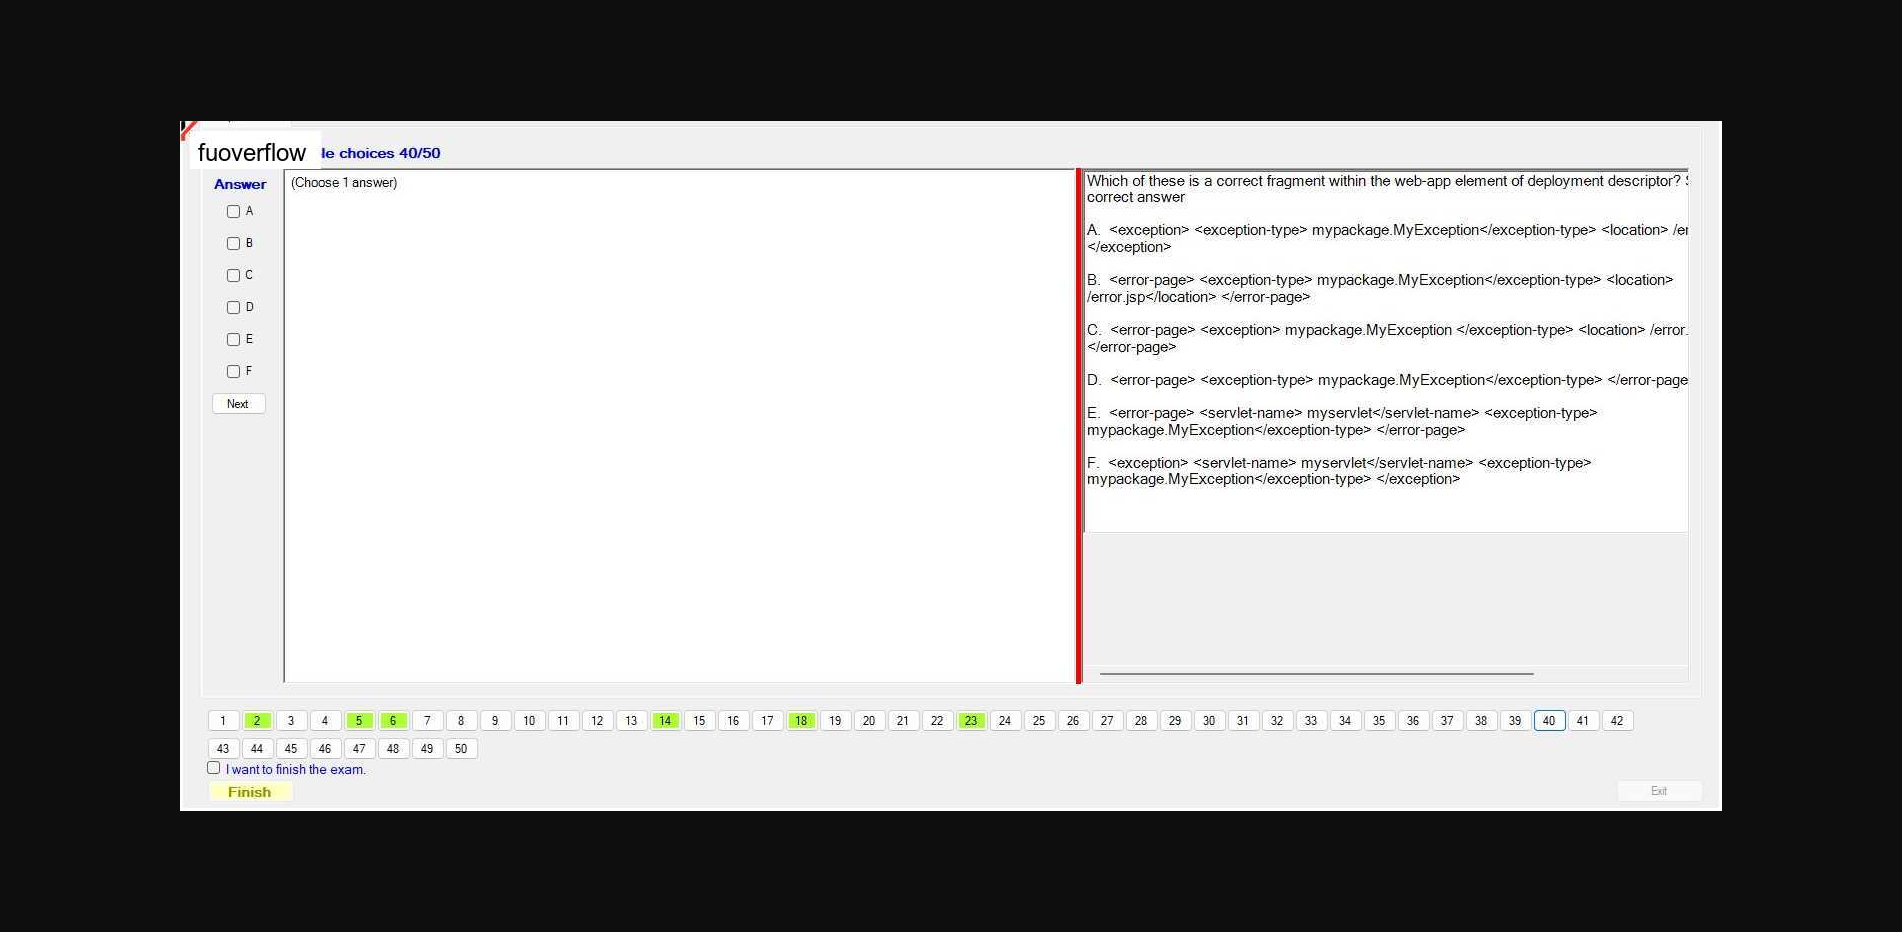 fuoverflow
le choices 40/50
Answer
(Choose 1 answer)
A
B
C
D
E
F
Next
Which of these is a correct fragment within the web-app element of deployment descriptor?
correct answer
A. <exception> <exception-type> mypackage.MyException</exception-type> <location> /er
</exception>
B. <error-page> <exception-type> mypackage.MyException</exception-type> <location>
/error.jsp</location> </error-page>
C. <error-page> <exception> mypackage.MyException </exception-type> <location> /error.
</error-page>
D. <error-page> <exception-type> mypackage.MyException</exception-type> </error-page
E. <error-page> <servlet-name> myservlet</servlet-name> <exception-type>
mypackage.MyException</exception-type> </error-page>
F. <exception> <servlet-name> myservlet</servlet-name> <exception-type>
mypackage.MyException</exception-type> </exception>
1 2 3 4 5 6 7 8 9 10 11 12 13 14 15 16 17 18 19 20 21 22 23 24 25 26 27 28 29 30 31 32 33 34 35 36 37 38 39 40 41 42
43 44 45 46 47 48 49 50
I want to finish the exam.
Finish
Exit